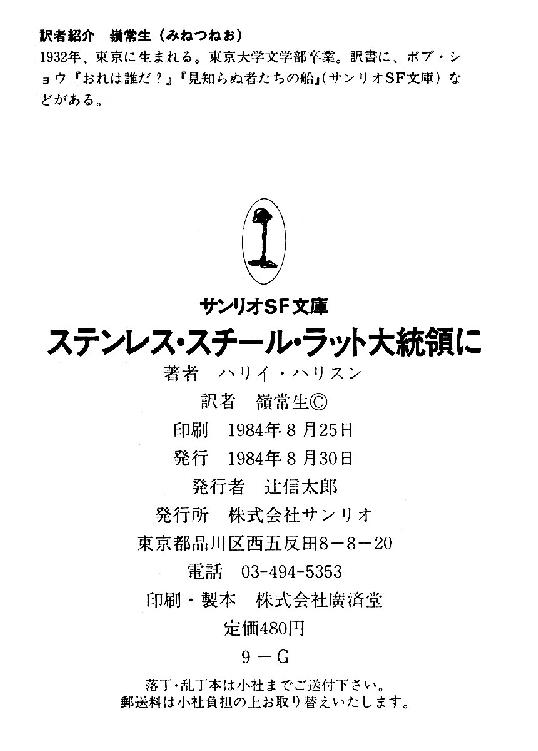 訳者紹介　嶺常生（みねつねお）
1932年、東京に生まれる。東京大学文学部卒業。訳書に、ボブ・シ
ョウ『おれは誰だ？』『見知らぬ者たちの船』（サンリオSF文庫）な
どがある。
サンリオSF文庫
ステンレス・スチール・ラット大統領に
著者　ハリイ・ハリスン
訳者　嶺常生©
印刷　1984年8月25日
発行　1984年8月30日
発行者　辻信太郎
発行所　株式会社サンリオ
東京都品川区西五反田8－8－20
電話　03-494-5353
印刷・製本　株式会社廣済堂
定価480円
9－G
落丁・乱丁本は小社までご送付下さい。
郵送料は小社負担の上お取り替えいたします。